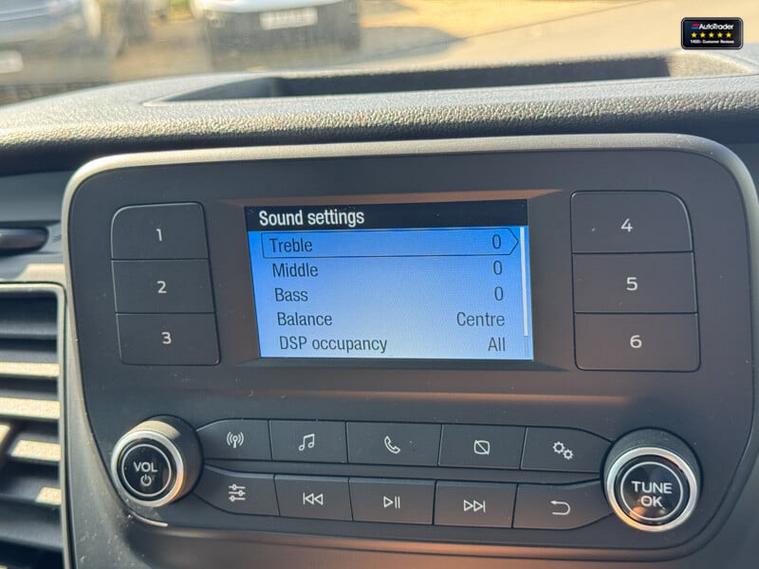 AutoTrader
Sound settings
Treble 0
Middle 0
Bass 0
Balance Centre
DSP occupancy All
1
2
3
4
5
6
VOL
TUNE
OK